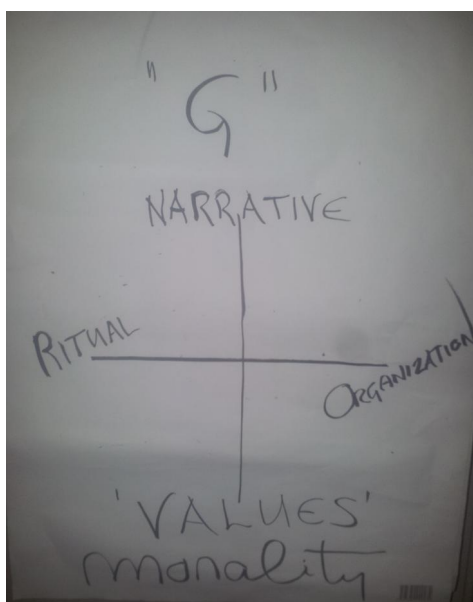 "G"
NARRATIVE
RITUAL
ORGANIZATION
'VALUES'
morality